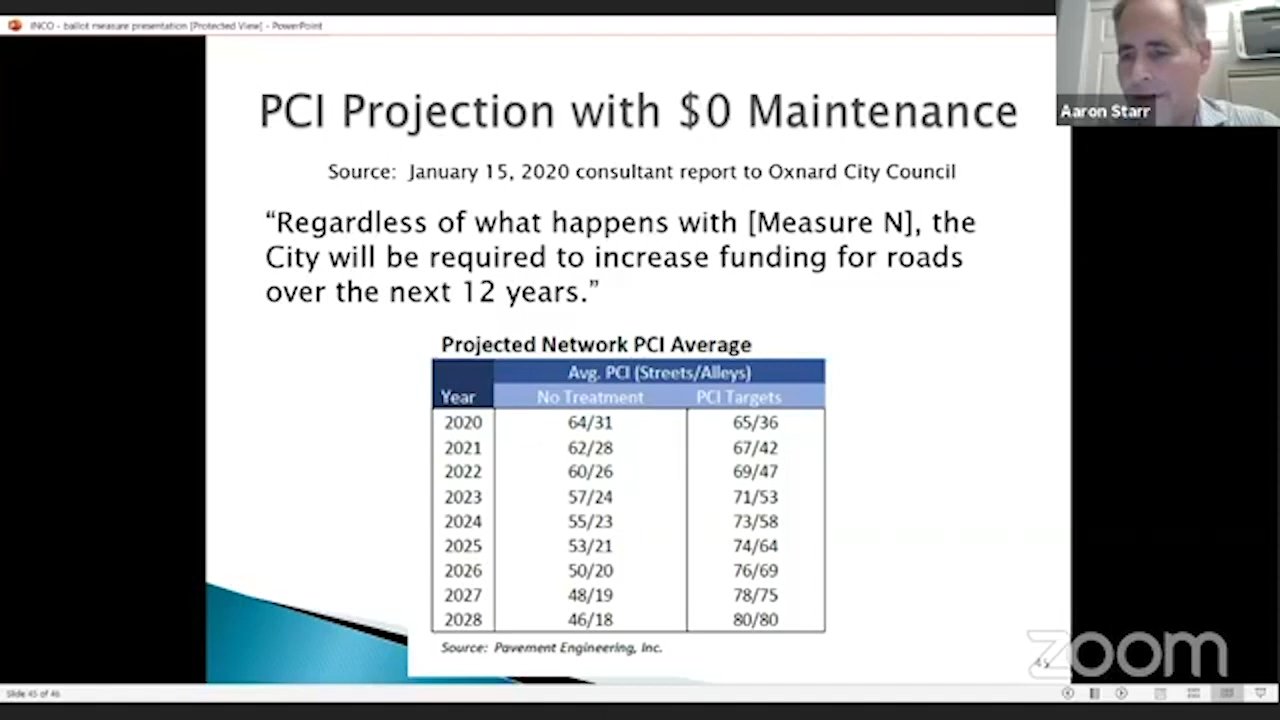 INCO - ballot measure presentation [Protected View] - PowerPoint
Aaron Starr
PCI Projection with $0 Maintenance
Source: January 15, 2020 consultant report to Oxnard City Council
“Regardless of what happens with [Measure N], the
City will be required to increase funding for roads
over the next 12 years.”
Projected Network PCI Average
Avg. PCI (Streets/Alleys)
Year No Treatment PCI Targets
2020 64/31 65/36
2021 62/28 67/42
2022 60/26 69/47
2023 57/24 71/53
2024 55/23 73/58
2025 53/21 74/64
2026 50/20 76/69
2027 48/19 78/75
2028 46/18 80/80
Source: Pavement Engineering, Inc.
45
zoom
Slide 45 of 46